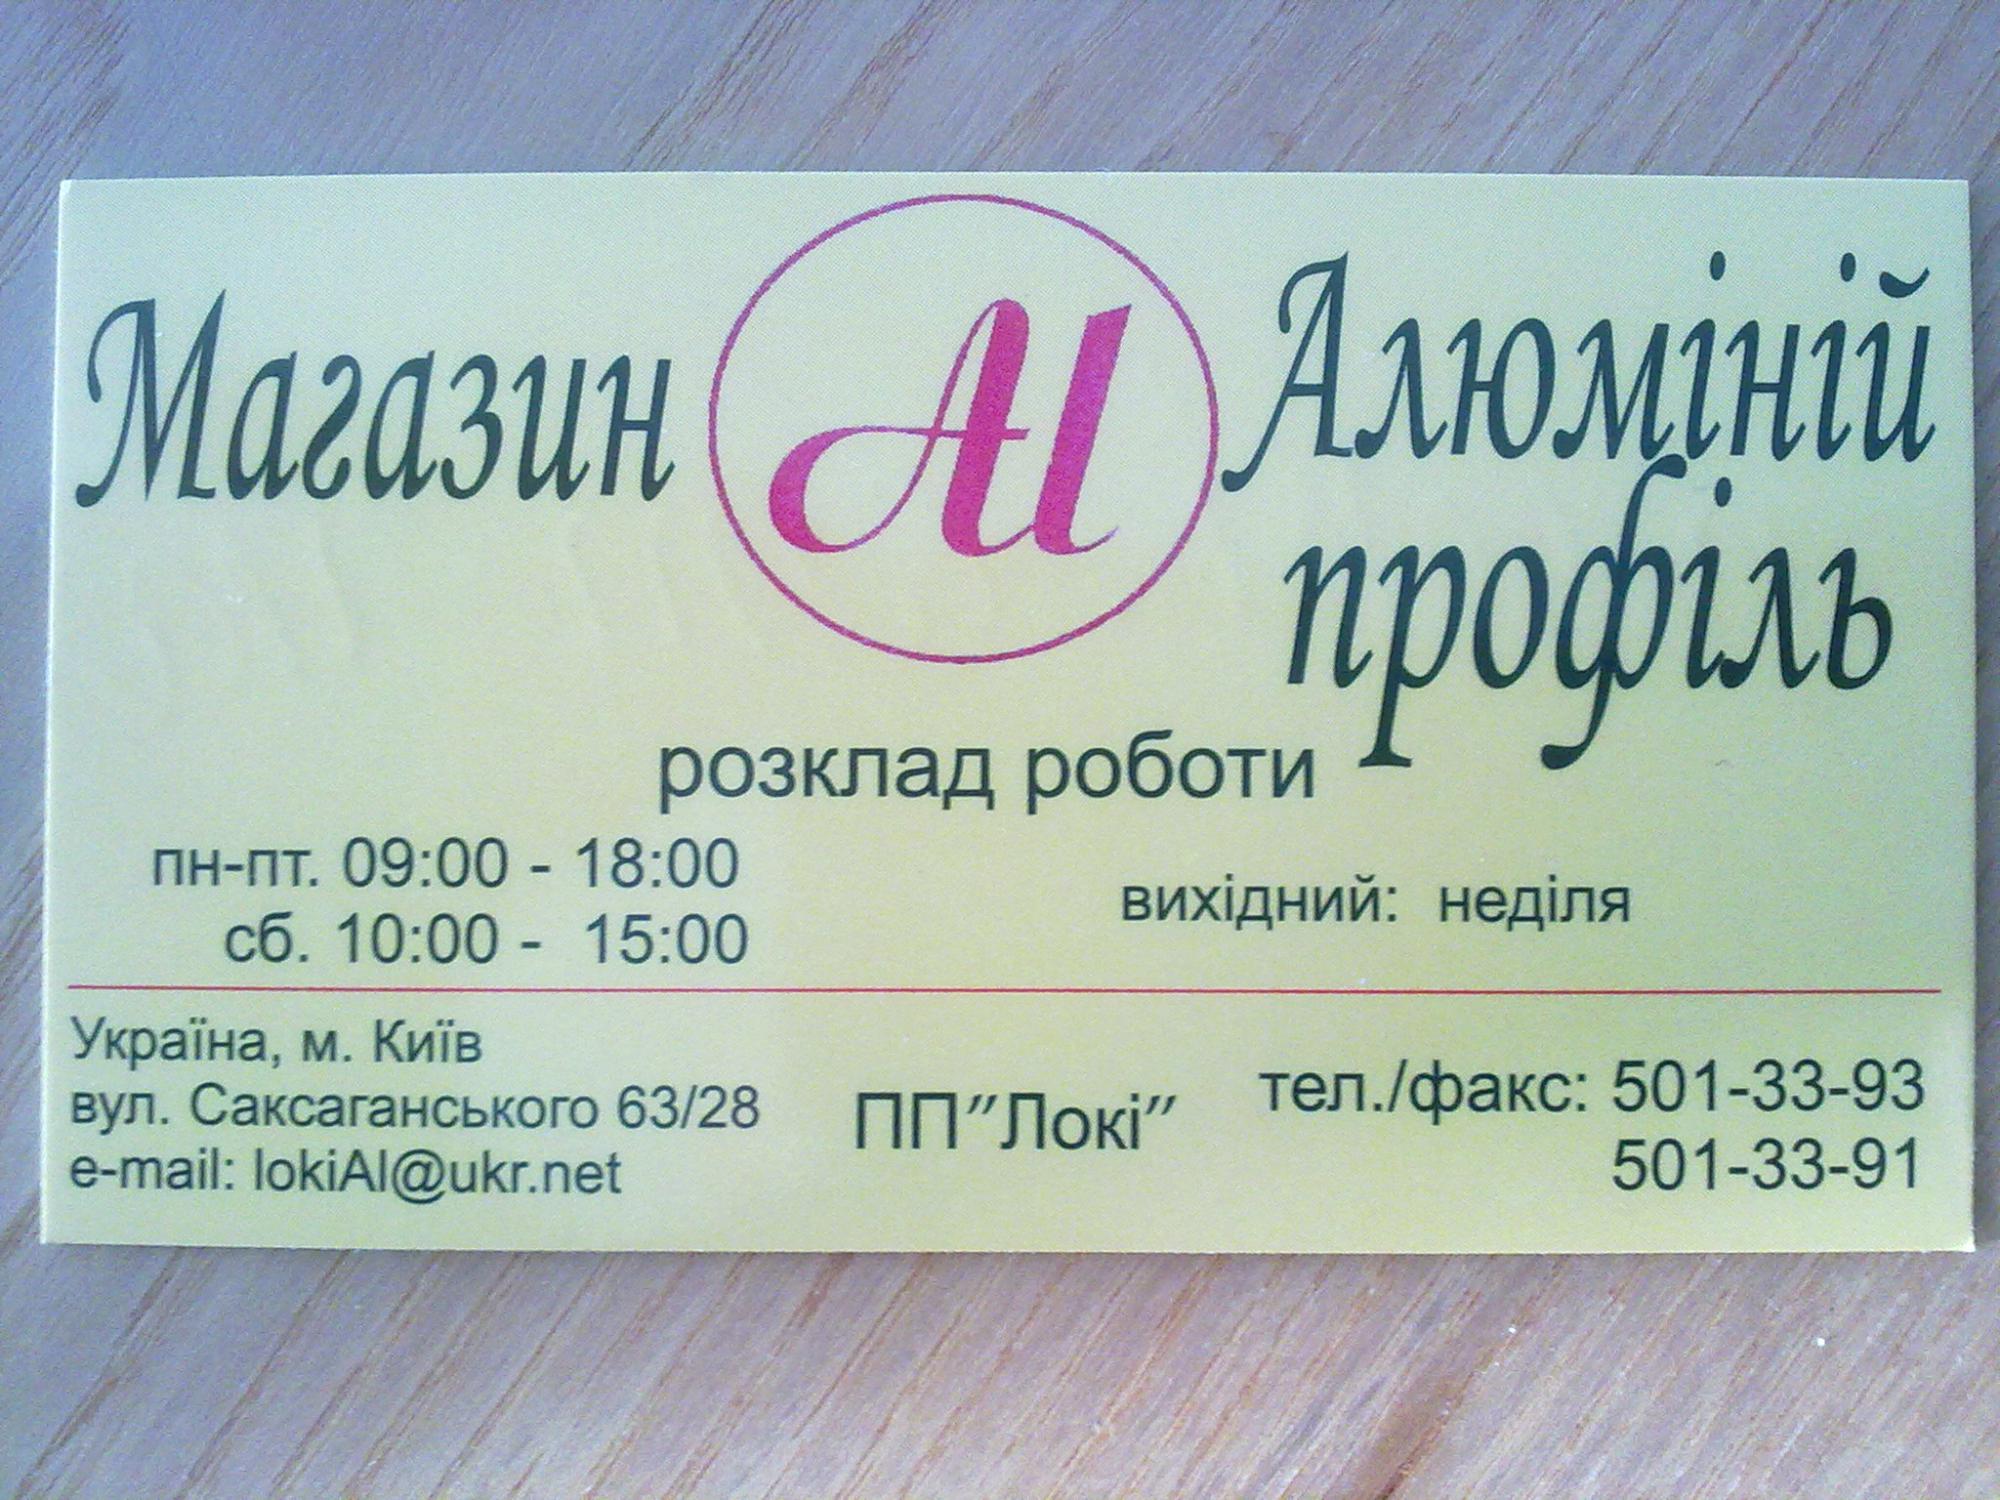 Магазин
Al
Алюміній
профіль
розклад роботи
пн-пт. 09:00 - 18:00
сб. 10:00 - 15:00
вихідний: неділя
Україна, м. Київ
вул. Саксаганського 63/28
e-mail: lokiAl@ukr.net
ПП"Локі"
тел./факс: 501-33-93
501-33-91